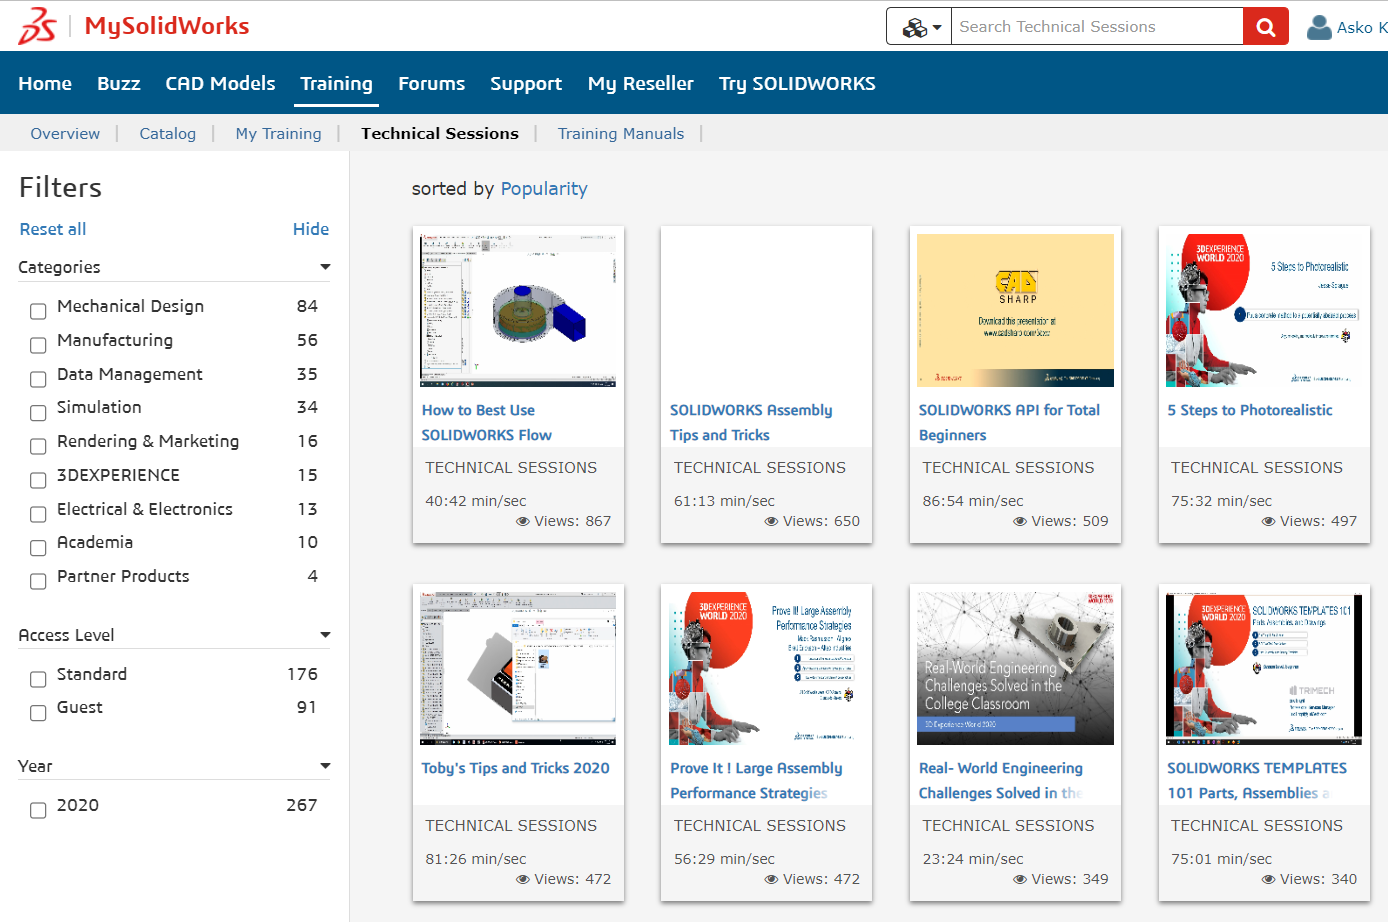 MySolidWorks
Search Technical Sessions
Asko K
Home Buzz CAD Models Training Forums Support My Reseller Try SOLIDWORKS
Overview | Catalog | My Training | Technical Sessions | Training Manuals |
Filters
Reset all Hide
Categories
Mechanical Design 84
Manufacturing 56
Data Management 35
Simulation 34
Rendering & Marketing 16
3DEXPERIENCE 15
Electrical & Electronics 13
Academia 10
Partner Products 4
Access Level
Standard 176
Guest 91
Year
2020 267
sorted by Popularity
How to Best Use
SOLIDWORKS Flow
TECHNICAL SESSIONS
40:42 min/sec
Views: 867
SOLIDWORKS Assembly
Tips and Tricks
TECHNICAL SESSIONS
61:13 min/sec
Views: 650
CAD
SHARP
Download this presentation at
SOLIDWORKS API for Total
Beginners
TECHNICAL SESSIONS
86:54 min/sec
Views: 509
3DEXPERIENCE
WORLD 2020
5 Steps to Photorealistic
5 Steps to Photorealistic
TECHNICAL SESSIONS
75:32 min/sec
Views: 497
Toby's Tips and Tricks 2020
TECHNICAL SESSIONS
81:26 min/sec
Views: 472
3DEXPERIENCE
WORLD 2020
Prove It! Large Assembly
Performance Strategies
Prove It ! Large Assembly
Performance Strategies
TECHNICAL SESSIONS
56:29 min/sec
Views: 472
Real-World Engineering
Challenges Solved in the
College Classroom
3D Experience World 2020
Real- World Engineering
Challenges Solved in the
TECHNICAL SESSIONS
23:24 min/sec
Views: 349
3DEXPERIENCE
WORLD 2020
SOLIDWORKS TEMPLATES 101
Parts, Assemblies, and Drawings
TRIMECH
SOLIDWORKS TEMPLATES
101 Parts, Assemblies a
TECHNICAL SESSIONS
75:01 min/sec
Views: 340